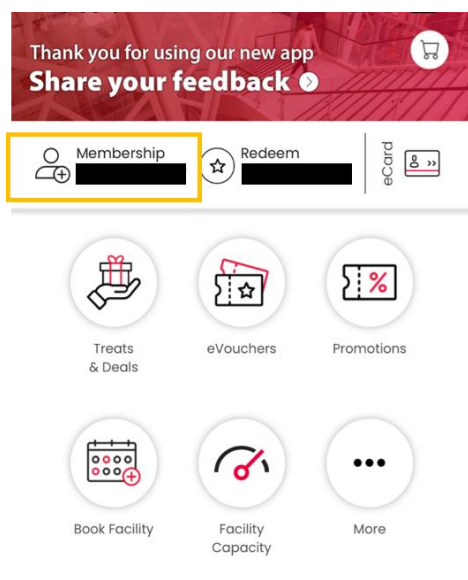 Thank you for using our new app
Share your feedback
Membership
Redeem
eCard
Treats
& Deals
eVouchers
Promotions
Book Facility
Facility
Capacity
More